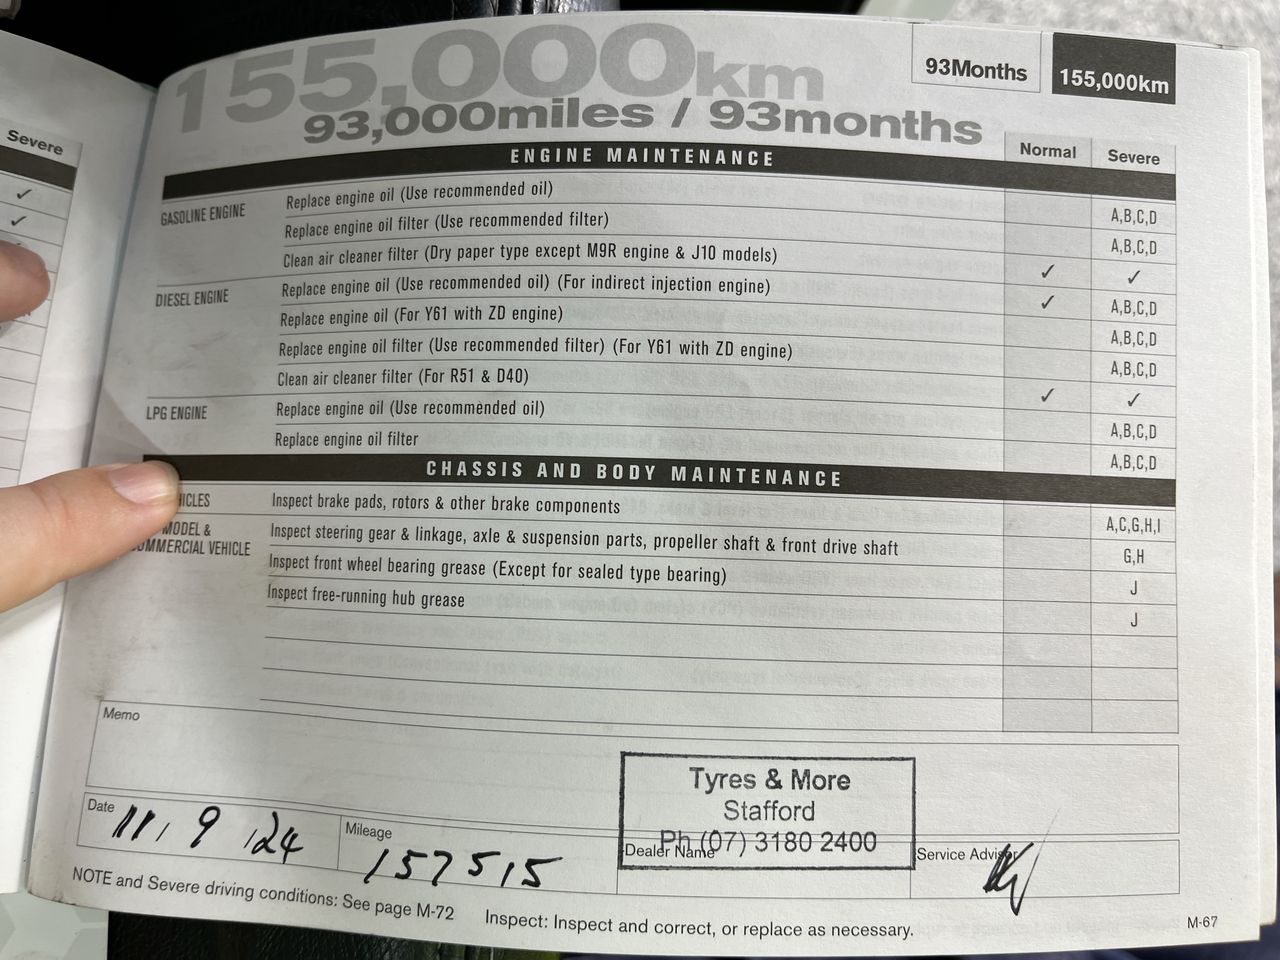 Severe
✓
✓
155,000km
93,000miles / 93months
93Months
155,000km
ENGINE MAINTENANCE
Normal
Severe
GASOLINE ENGINE
Replace engine oil (Use recommended oil)
A,B,C,D
Replace engine oil filter (Use recommended filter)
A,B,C,D
Clean air cleaner filter (Dry paper type except M9R engine & J10 models)
✓ ✓
DIESEL ENGINE
Replace engine oil (Use recommended oil) (For indirect injection engine)
✓ A,B,C,D
Replace engine oil (For Y61 with ZD engine)
A,B,C,D
Replace engine oil filter (Use recommended filter) (For Y61 with ZD engine)
A,B,C,D
Clean air cleaner filter (For R51 & D40)
✓ ✓
LPG ENGINE
Replace engine oil (Use recommended oil)
A,B,C,D
Replace engine oil filter
A,B,C,D
CHASSIS AND BODY MAINTENANCE
MODEL &
Inspect brake pads, rotors & other brake components
A,C,G,H,I
Inspect steering gear & linkage, axle & suspension parts, propeller shaft & front drive shaft
G,H
VEHICLE
Inspect front wheel bearing grease (Except for sealed type bearing)
J
Inspect free-running hub grease
J
Memo
Tyres & More
Stafford
Ph (07) 3180 2400
Date
11, 9, 24
Mileage
157515
Dealer Name
Service Advisor
NOTE and Severe driving conditions: See page M-72
Inspect: Inspect and correct, or replace as necessary.
M-67